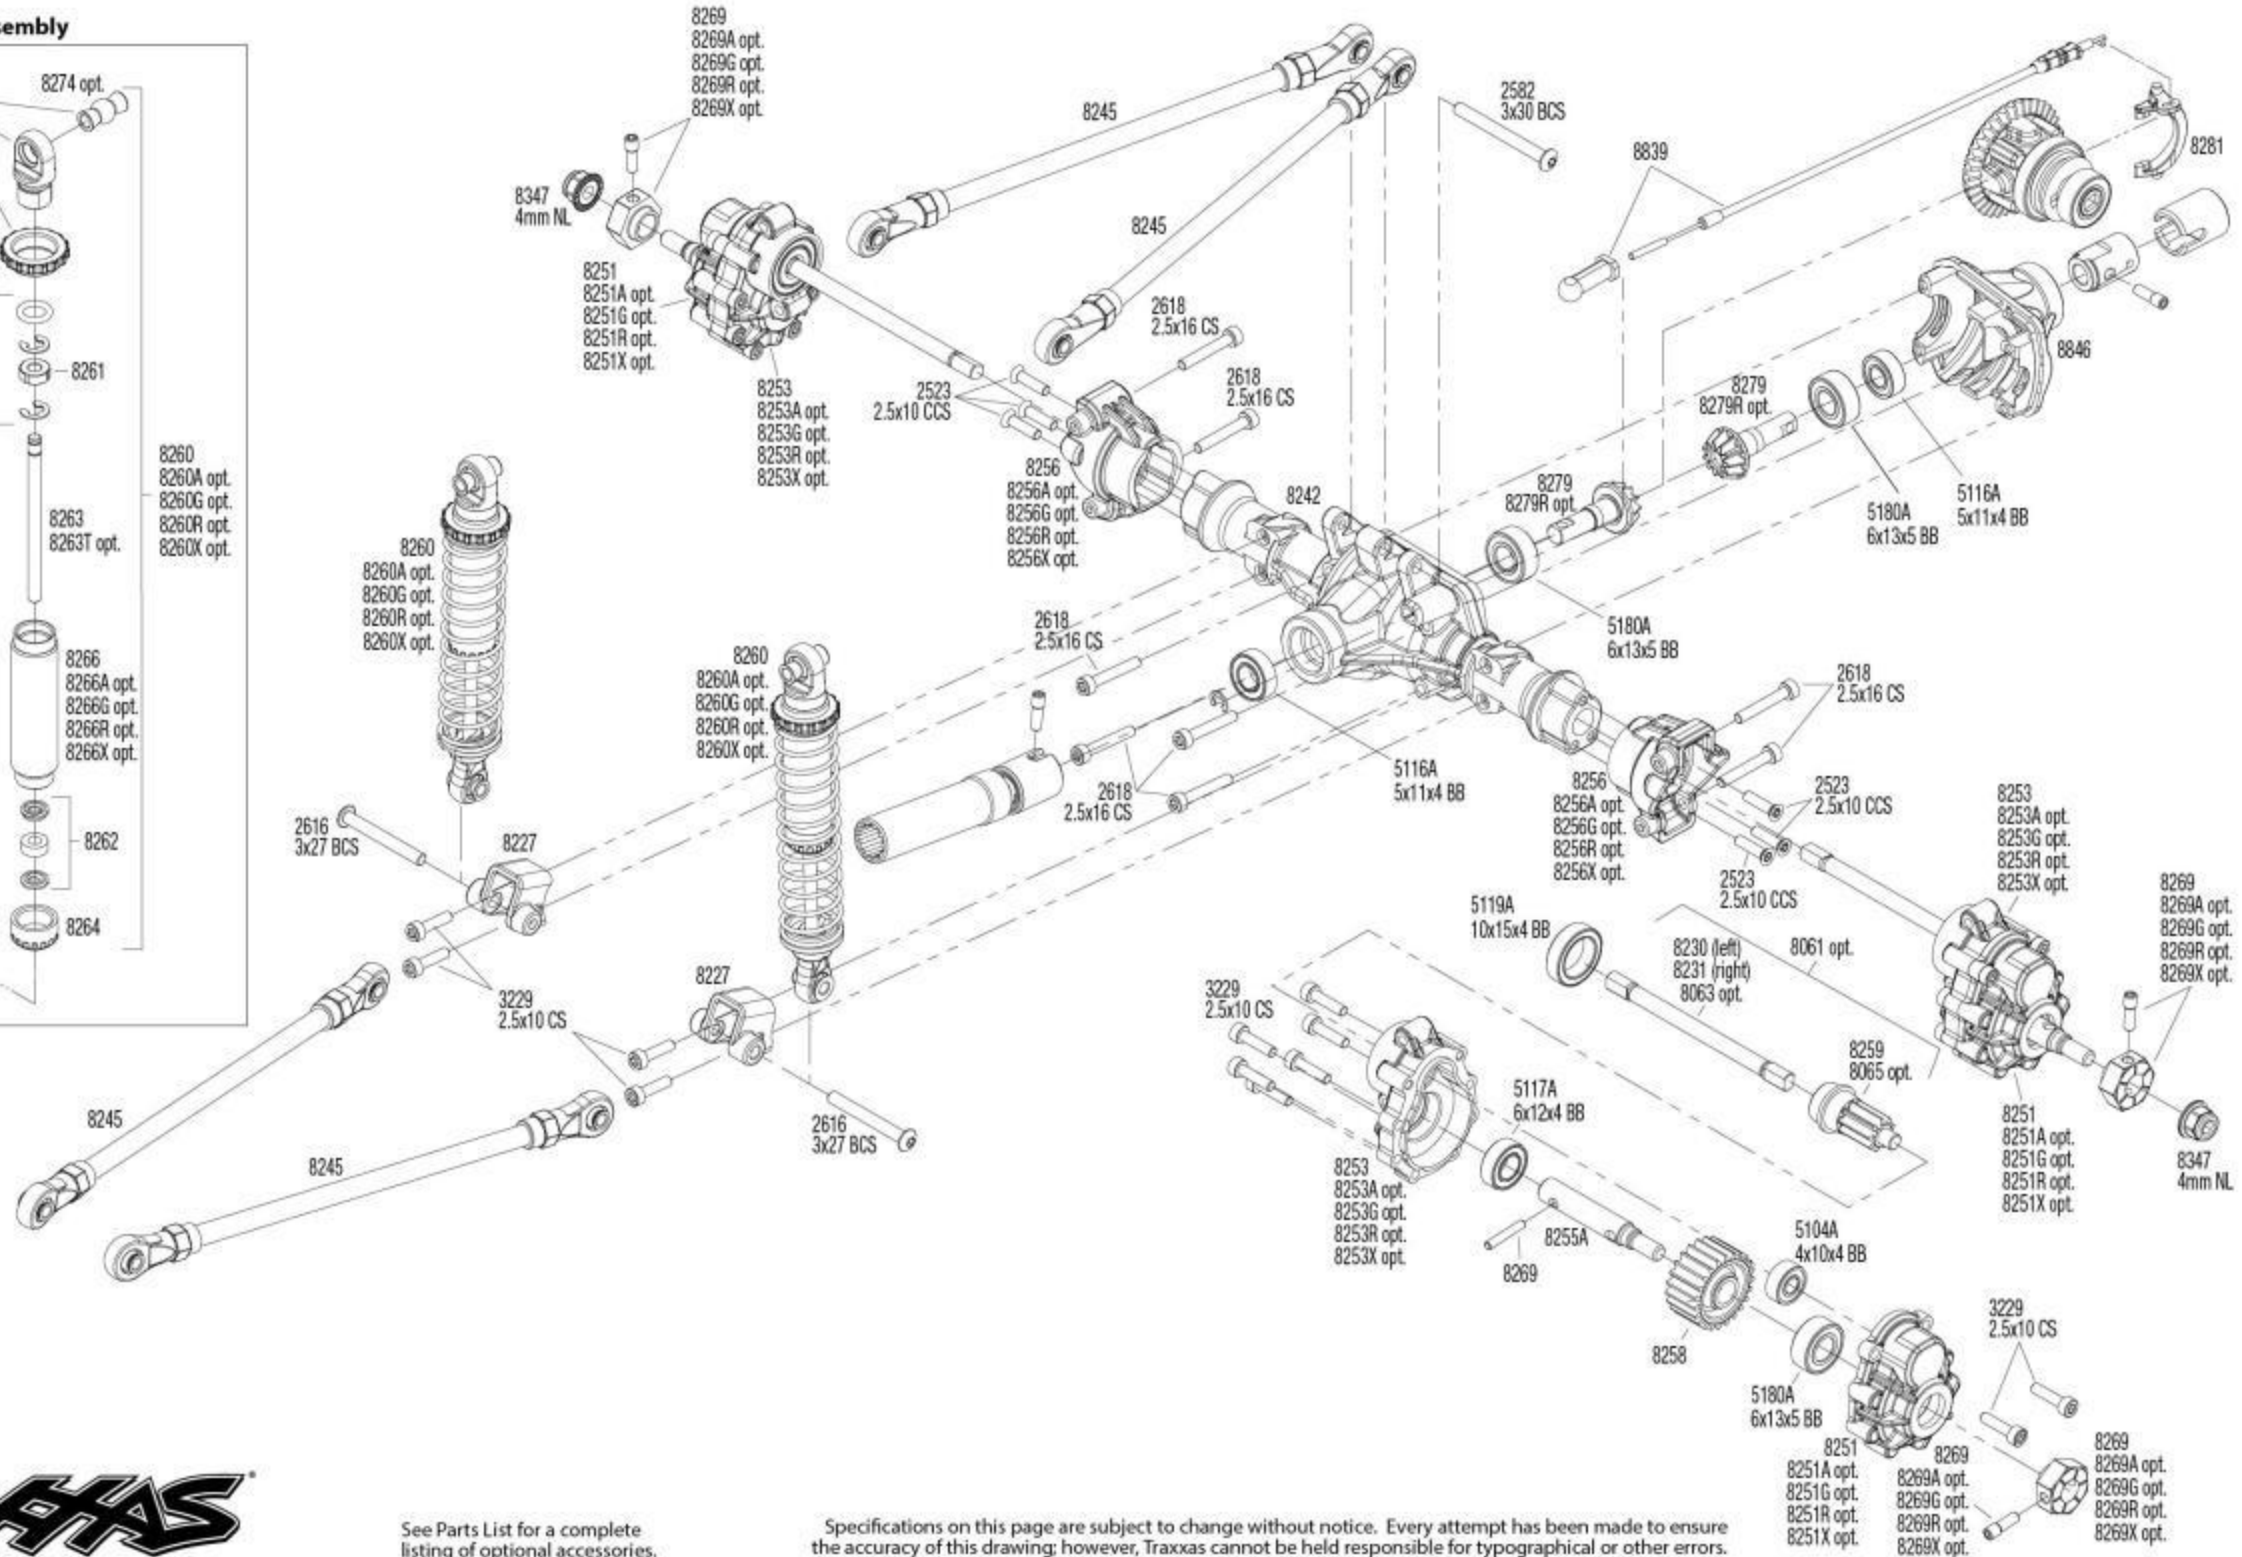 sembly
8274 opt.
8261
8263
8263T opt.
8260
8260A opt.
8260G opt.
8260R opt.
8260X opt.
8266
8266A opt.
8266G opt.
8266R opt.
8266X opt.
8262
8264
8269
8269A opt.
8269G opt.
8269R opt.
8269X opt.
8347
4mm NL
8251
8251A opt.
8251G opt.
8251R opt.
8251X opt.
8253
8253A opt.
8253G opt.
8253R opt.
8253X opt.
8245
8245
2582
3x30 BCS
8839
8281
8846
2618
2.5x16 CS
2618
2.5x16 CS
2523
2.5x10 CCS
8256
8256A opt.
8256G opt.
8256R opt.
8256X opt.
8242
8279
8279R opt.
8279
8279R opt.
5116A
5x11x4 BB
5180A
6x13x5 BB
5180A
6x13x5 BB
8260
8260A opt.
8260G opt.
8260R opt.
8260X opt.
8260
8260A opt.
8260G opt.
8260R opt.
8260X opt.
2618
2.5x16 CS
2618
2.5x16 CS
5116A
5x11x4 BB
2618
2.5x16 CS
8256
8256A opt.
8256G opt.
8256R opt.
8256X opt.
2523
2.5x10 CCS
2523
2.5x10 CCS
8253
8253A opt.
8253G opt.
8253R opt.
8253X opt.
8269
8269A opt.
8269G opt.
8269R opt.
8269X opt.
2616
3x27 BCS
8227
8227
3229
2.5x10 CS
2616
3x27 BCS
8245
8245
5119A
10x15x4 BB
8230 (left)
8231 (right)
8063 opt.
8061 opt.
8259
8065 opt.
3229
2.5x10 CS
5117A
6x12x4 BB
8251
8251A opt.
8251G opt.
8251R opt.
8251X opt.
8347
4mm NL
8253
8253A opt.
8253G opt.
8253R opt.
8253X opt.
8269
8255A
5104A
4x10x4 BB
8258
5180A
6x13x5 BB
3229
2.5x10 CS
8251
8251A opt.
8251G opt.
8251R opt.
8251X opt.
8269
8269A opt.
8269G opt.
8269R opt.
8269X opt.
8269
8269A opt.
8269G opt.
8269R opt.
8269X opt.
XXAS®
See Parts List for a complete
listing of optional accessories.
Specifications on this page are subject to change without notice. Every attempt has been made to ensure
the accuracy of this drawing; however, Traxxas cannot be held responsible for typographical or other errors.